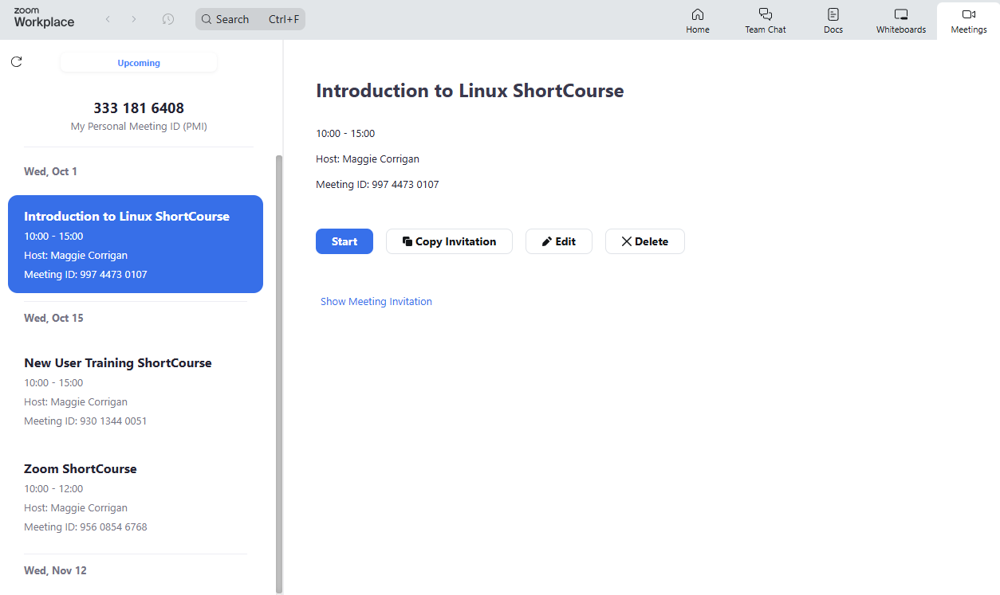 zoom
Workplace
Search Ctrl+F
Home
Team Chat
Docs
Whiteboards
Meetings
Upcoming
333 181 6408
My Personal Meeting ID (PMI)
Wed, Oct 1
Introduction to Linux ShortCourse
10:00 - 15:00
Host: Maggie Corrigan
Meeting ID: 997 4473 0107
Wed, Oct 15
New User Training ShortCourse
10:00 - 15:00
Host: Maggie Corrigan
Meeting ID: 930 1344 0051
Zoom ShortCourse
10:00 - 12:00
Host: Maggie Corrigan
Meeting ID: 956 0854 6768
Wed, Nov 12
Introduction to Linux ShortCourse
10:00 - 15:00
Host: Maggie Corrigan
Meeting ID: 997 4473 0107
Start
Copy Invitation
Edit
Delete
Show Meeting Invitation